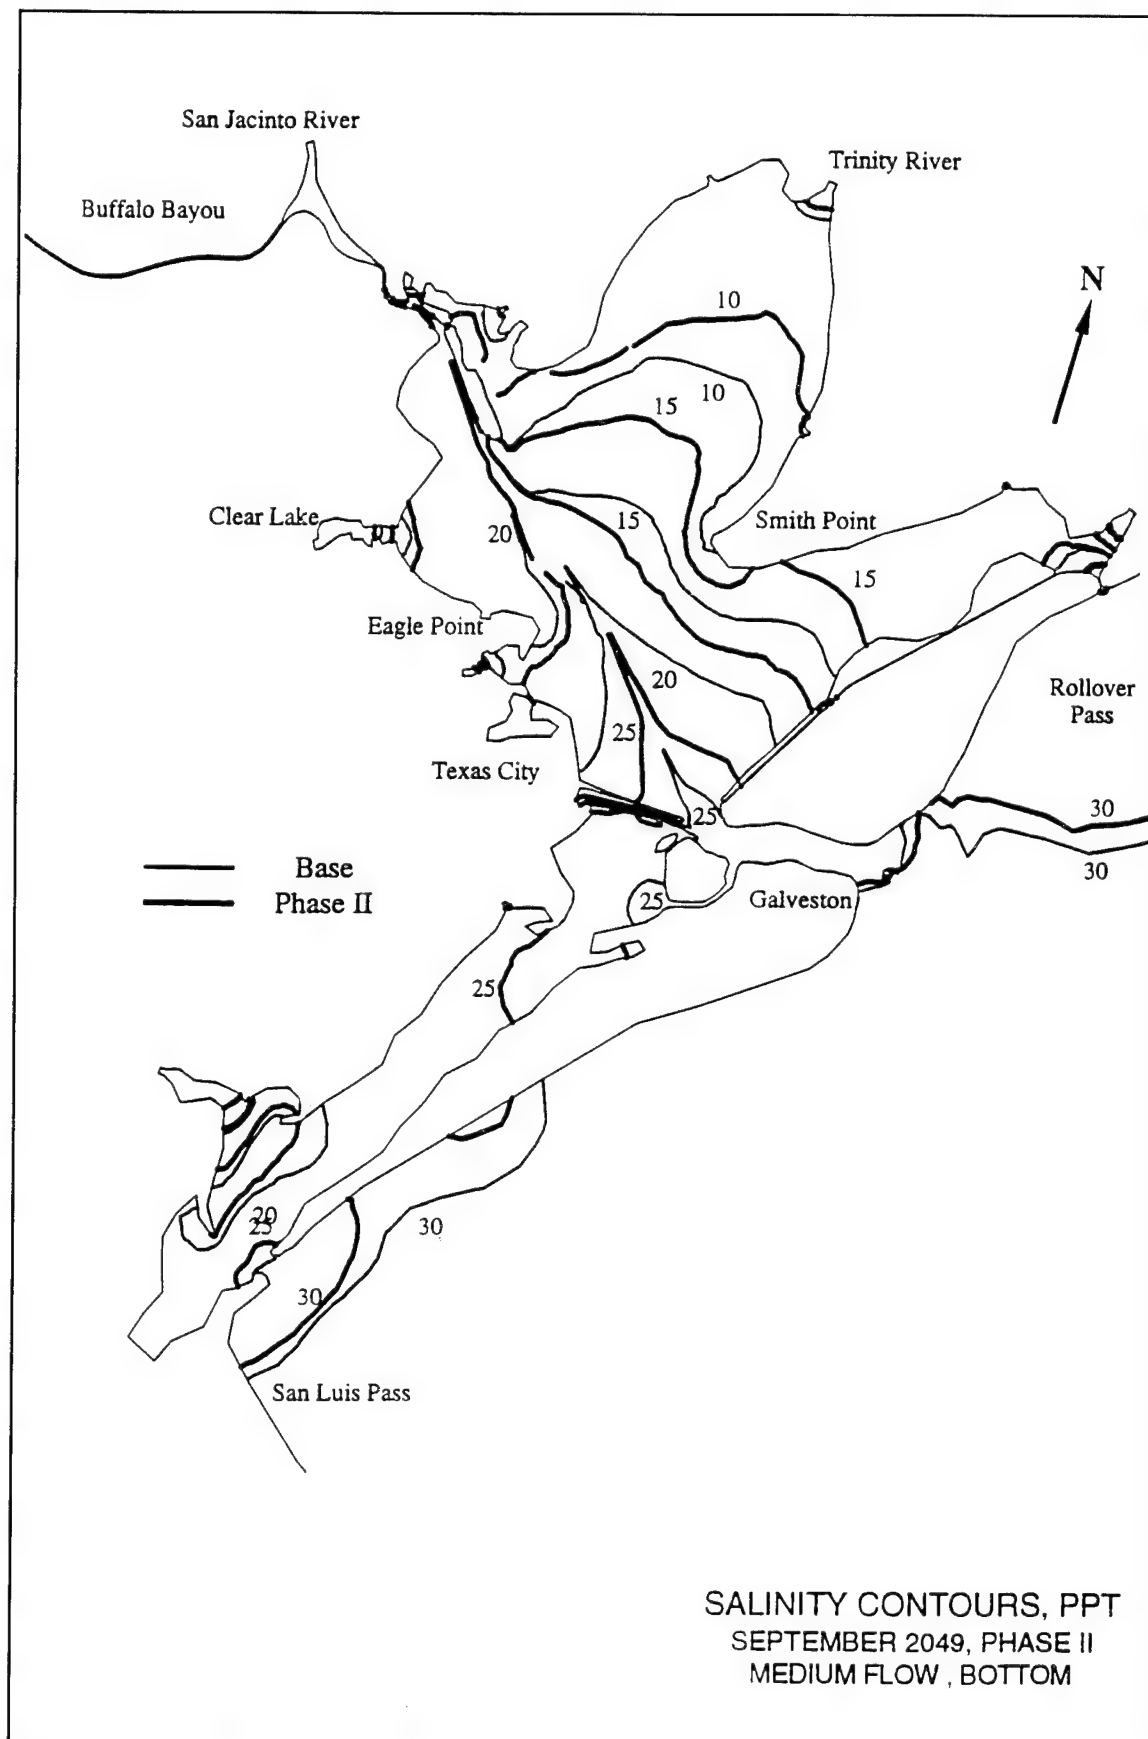 San Jacinto River
Trinity River
Buffalo Bayou
N
10
10
15
Clear Lake
20
15
Smith Point
15
Eagle Point
20
Rollover
Pass
25
Texas City
25
30
30
Base
Phase II
25
Galveston
25
20
25
30
30
San Luis Pass
SALINITY CONTOURS, PPT
SEPTEMBER 2049, PHASE II
MEDIUM FLOW , BOTTOM